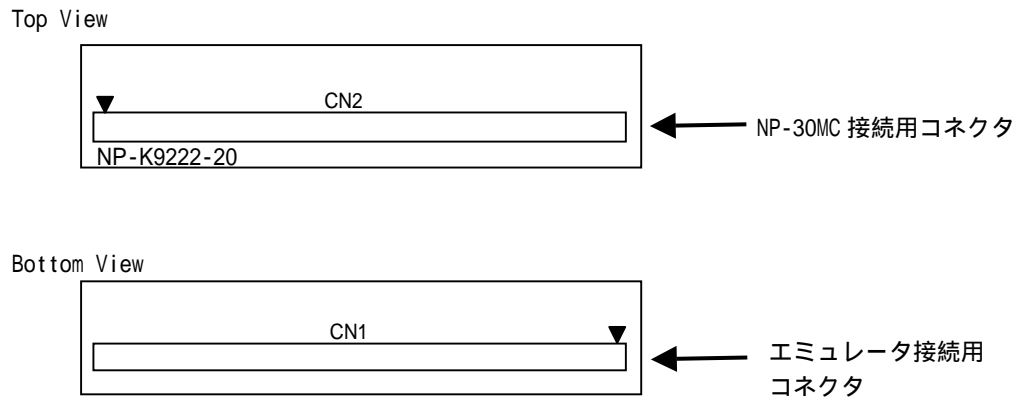 Top View
CN2
NP-30MC 接続用コネクタ
NP-K9222-20
Bottom View
CN1
エミュレータ接続用
コネクタ